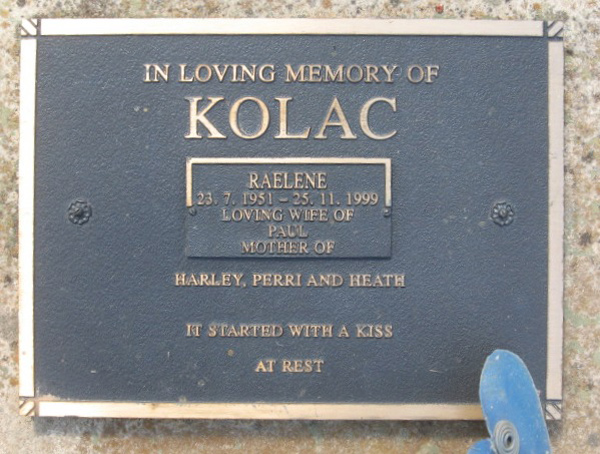 IN LOVING MEMORY OF
KOLAC
RAELENE
23. 7. 1951 - 25. 11. 1999
LOVING WIFE OF
PAUL
MOTHER OF
HARLEY, PERRI AND HEATH
IT STARTED WITH A KISS
AT REST